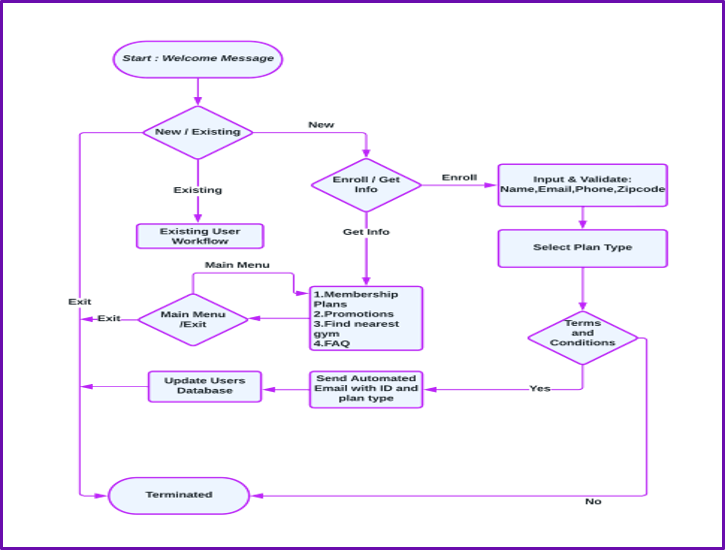 Start : Welcome Message
New / Existing
New
Enroll / Get
Info
Enroll
Input & Validate:
Name,Email,Phone,Zipcode
Existing
Existing User
Workflow
Get Info
Select Plan Type
Main Menu
Exit
Exit
Main Menu
/Exit
1.Membership
Plans
2.Promotions
3.Find nearest
gym
4.FAQ
Terms
and
Conditions
Update Users
Database
Send Automated
Email with ID and
plan type
Yes
Terminated
No